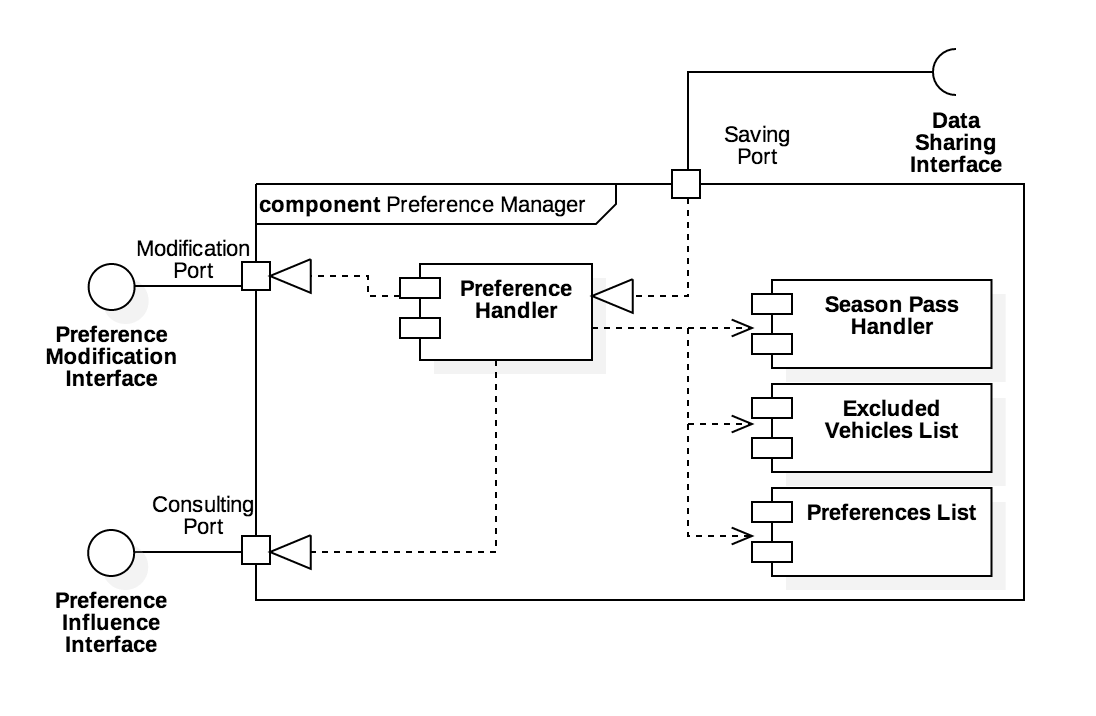 Data
Sharing
Interface
Saving
Port
component Preference Manager
Modification
Port
Preference
Modification
Interface
Preference
Handler
Season Pass
Handler
Excluded
Vehicles List
Preferences List
Consulting
Port
Preference
Influence
Interface